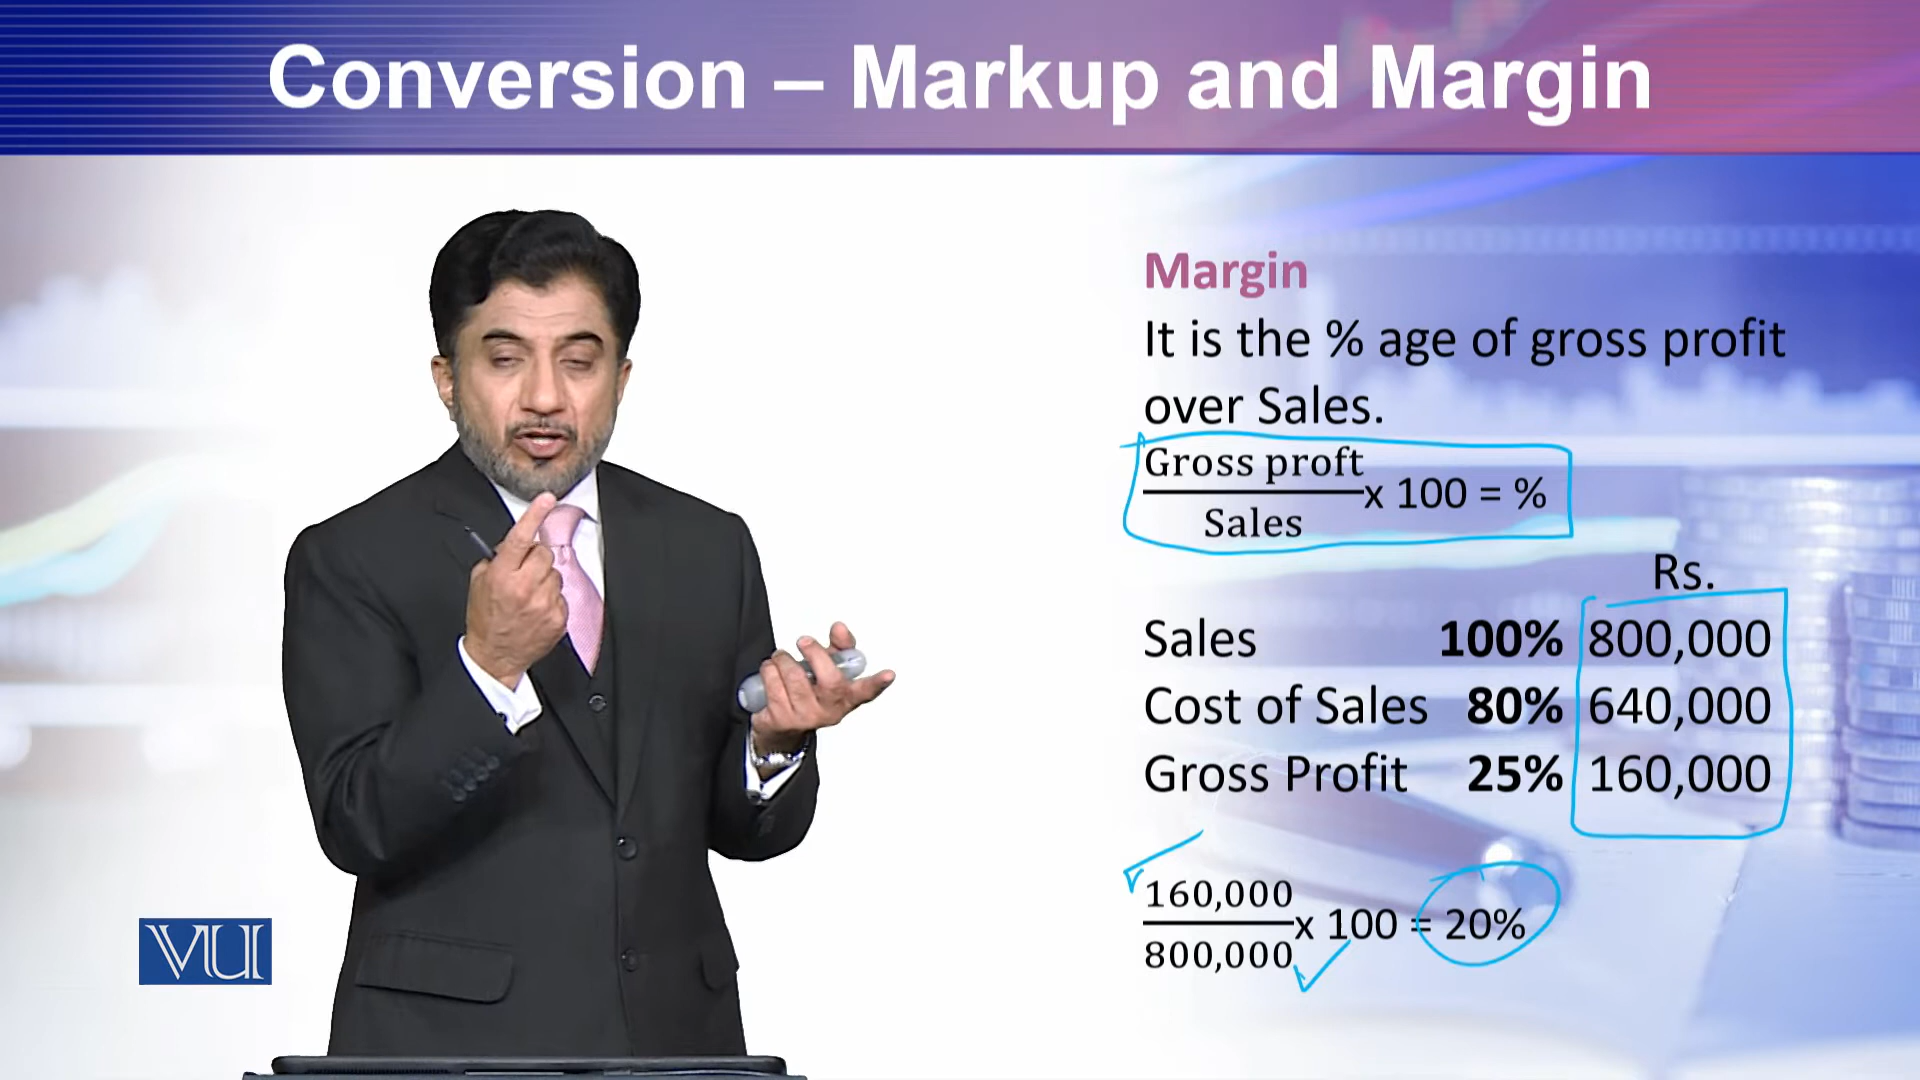 Conversion – Markup and Margin
Margin
It is the % age of gross profit
over Sales.
Gross proft
x 100 = %
Sales
Rs.
Sales 100% 800,000
Cost of Sales 80% 640,000
Gross Profit 25% 160,000
160,000
x 100 = 20%
800,000
VU